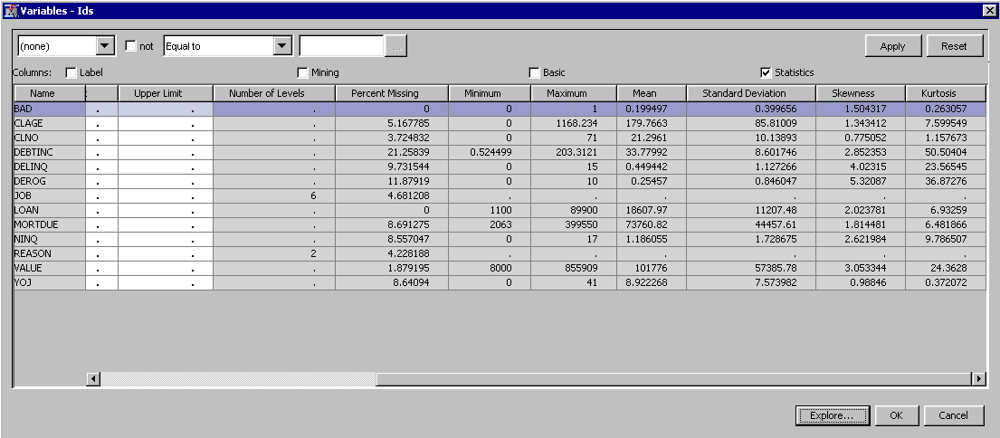 Variables - Ids
(none) not Equal to ... Apply Reset
Columns: Label Mining Basic Statistics
Name Upper Limit Number of Levels Percent Missing Minimum Maximum Mean Standard Deviation Skewness Kurtosis
BAD . . . 0 0 1 0.199497 0.399656 1.504317 0.263057
CLAGE . . . 5.167785 0 1168.234 179.7663 85.81009 1.343412 7.599549
CLNO . . . 3.724832 0 71 21.2961 10.13893 0.775052 1.157673
DEBTINC . . . 21.25839 0.524499 203.3121 33.77992 8.601746 2.852353 50.50404
DELINQ . . . 9.731544 0 15 0.449442 1.127266 4.02315 23.56545
DEROG . . . 11.87919 0 10 0.25457 0.846047 5.32087 36.87276
JOB . . 6 4.681208 . . . . . .
LOAN . . . 0 1100 89900 18607.97 11207.48 2.023781 6.93259
MORTDUE . . . 8.691275 2063 399550 73760.82 44457.61 1.814481 6.481866
NINQ . . . 8.557047 0 17 1.186055 1.728675 2.621984 9.786507
REASON . . 2 4.228188 . . . . . .
VALUE . . . 1.879195 8000 855909 101776 57385.78 3.053344 24.3628
YOJ . . . 8.64094 0 41 8.922268 7.573982 0.98846 0.372072
Explore... OK Cancel